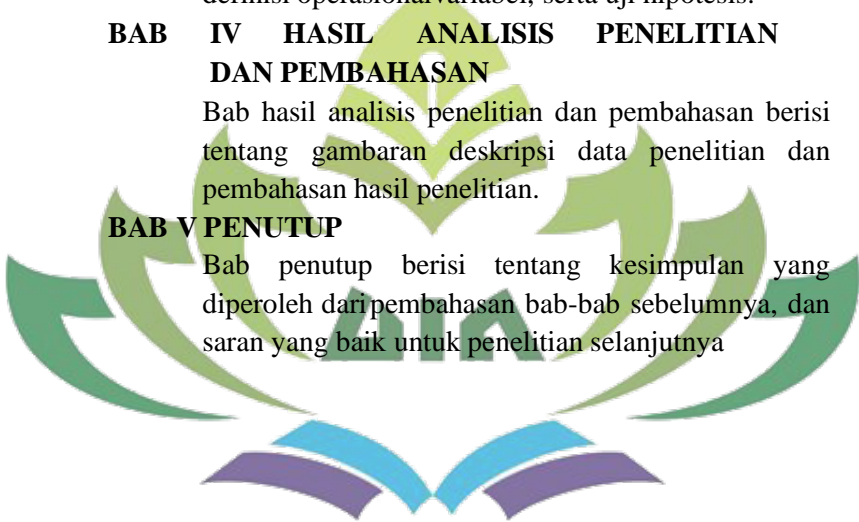 definisi operasionalvariabel, serta uji hipotesis.
BAB IV HASIL ANALISIS PENELITIAN
DAN PEMBAHASAN
Bab hasil analisis penelitian dan pembahasan berisi
tentang gambaran deskripsi data penelitian dan
pembahasan hasil penelitian.
BAB V PENUTUP
Bab penutup berisi tentang kesimpulan yang
diperoleh daripembahasan bab-bab sebelumnya, dan
saran yang baik untuk penelitian selanjutnya